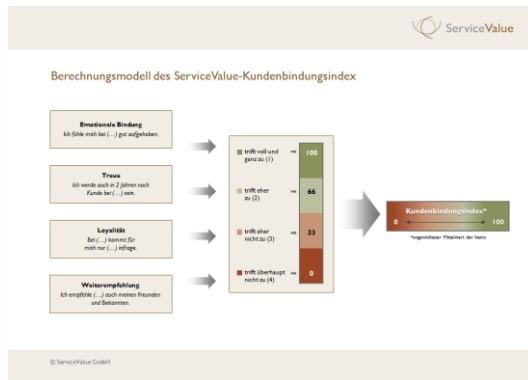 ServiceValue
Berechnungsmodell des ServiceValue-Kundenbindungsindex
Emotionale Bindung
Ich fühle mich bei (…) gut aufgehoben.
Treue
Ich werde auch in 2 Jahren noch
Kunde bei (…) sein.
Loyalität
Bei (…) kommt für
mich nur (…) infrage.
Weiterempfehlung
Ich empfehle (…) auch meinen Freunden
und Bekannten.
trifft voll und
ganz zu (1)
=
100
trifft eher
zu (2)
=
66
trifft eher
nicht zu (3)
=
33
trifft überhaupt
nicht zu (4)
=
0
Kundenbindungsindex*
0
100
*ungewichteter Mittelwert der Items
© ServiceValue GmbH